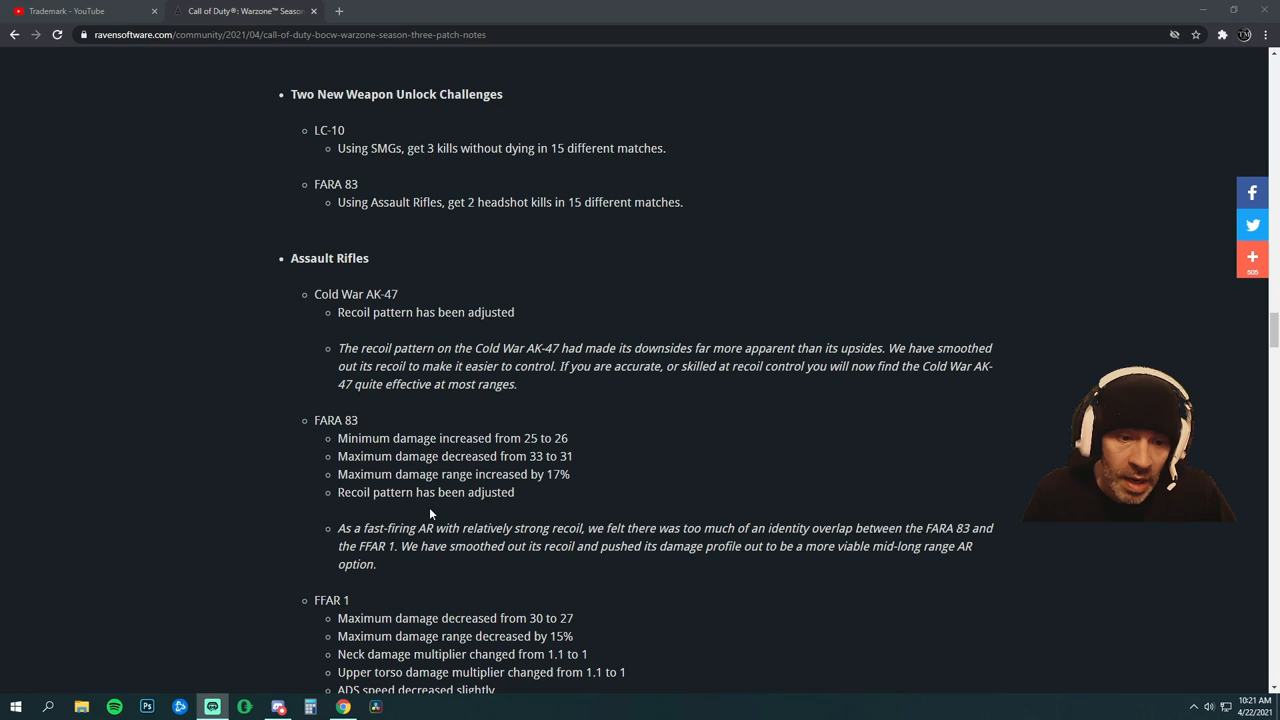 Trademark - YouTube
Call of Duty®: Warzone™ Season
ravensoftware.com/community/2021/04/call-of-duty-bocw-warzone-season-three-patch-notes
Two New Weapon Unlock Challenges
LC-10
Using SMGs, get 3 kills without dying in 15 different matches.
FARA 83
Using Assault Rifles, get 2 headshot kills in 15 different matches.
505
Assault Rifles
Cold War AK-47
Recoil pattern has been adjusted
The recoil pattern on the Cold War AK-47 had made its downsides far more apparent than its upsides. We have smoothed
out its recoil to make it easier to control. If you are accurate, or skilled at recoil control you will now find the Cold War AK-
47 quite effective at most ranges.
FARA 83
Minimum damage increased from 25 to 26
Maximum damage decreased from 33 to 31
Maximum damage range increased by 17%
Recoil pattern has been adjusted
As a fast-firing AR with relatively strong recoil, we felt there was too much of an identity overlap between the FARA 83 and
the FFAR 1. We have smoothed out its recoil and pushed its damage profile out to be a more viable mid-long range AR
option.
FFAR 1
Maximum damage decreased from 30 to 27
Maximum damage range decreased by 15%
Neck damage multiplier changed from 1.1 to 1
Upper torso damage multiplier changed from 1.1 to 1
ADS speed decreased slightly
Ps
10:21 AM
4/22/2021